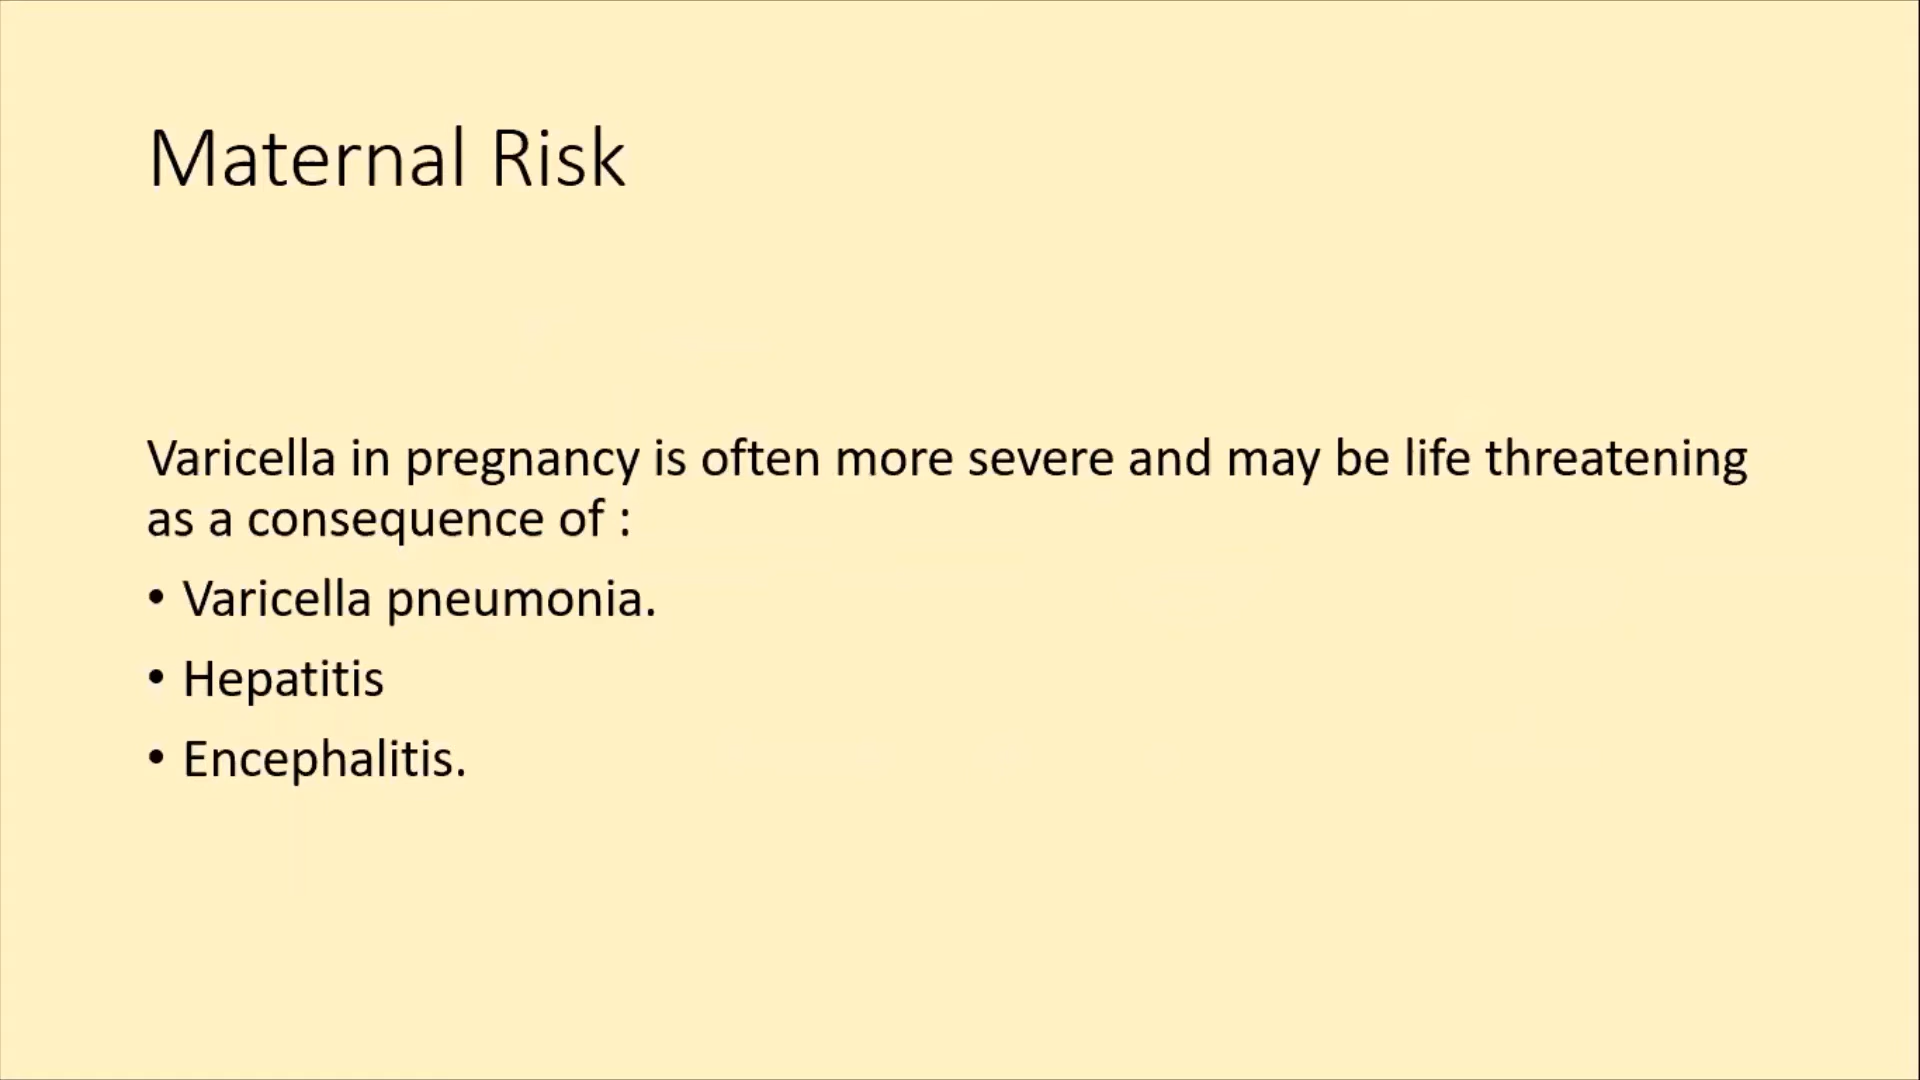 Maternal Risk
Varicella in pregnancy is often more severe and may be life threatening
as a consequence of :
• Varicella pneumonia.
• Hepatitis
• Encephalitis.